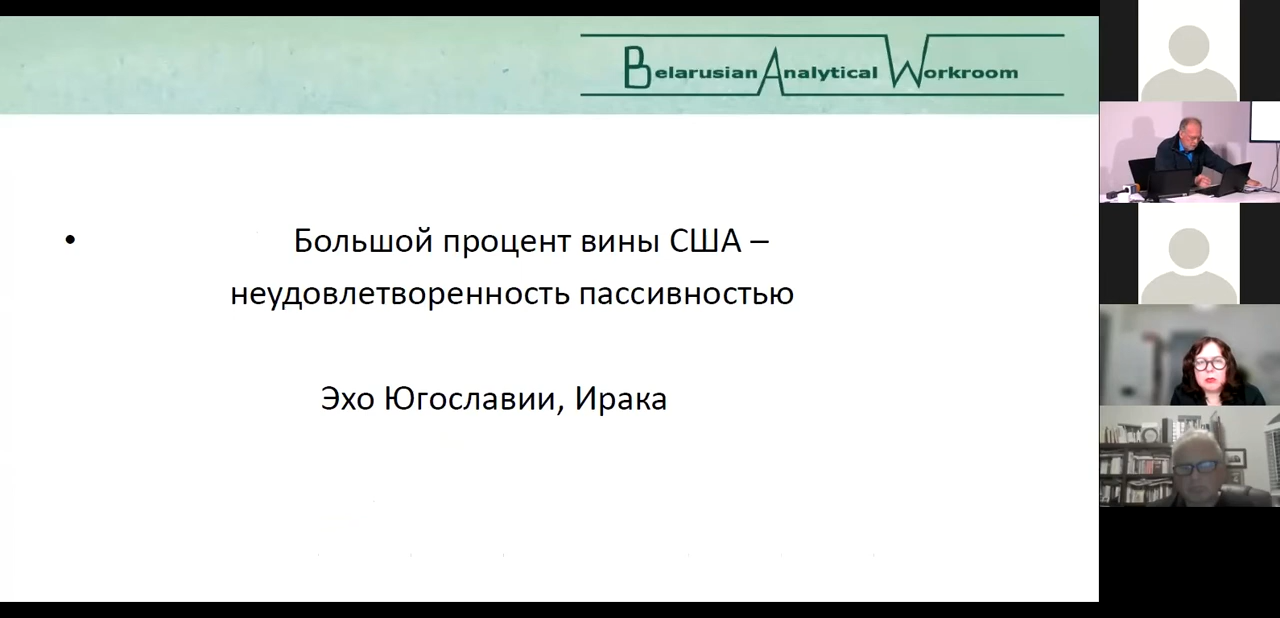 Belarusian Analytical Workroom
• Большой процент вины США –
неудовлетворенность пассивностью
Эхо Югославии, Ирака